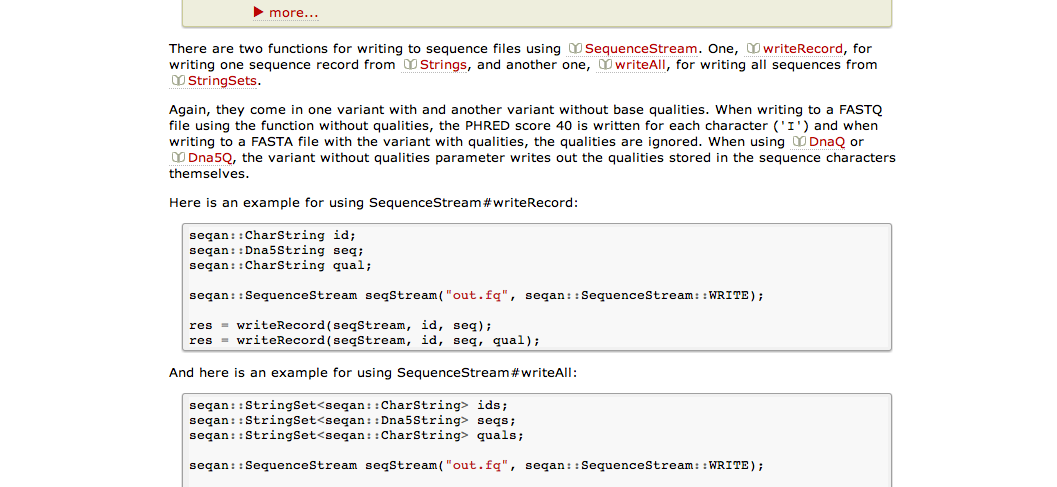 ▶ more...
There are two functions for writing to sequence files using SequenceStream. One, writeRecord, for
writing one sequence record from Strings, and another one, writeAll, for writing all sequences from
StringSets.
Again, they come in one variant with and another variant without base qualities. When writing to a FASTQ
file using the function without qualities, the PHRED score 40 is written for each character ('I') and when
writing to a FASTA file with the variant with qualities, the qualities are ignored. When using DnaQ or
Dna5Q, the variant without qualities parameter writes out the qualities stored in the sequence characters
themselves.
Here is an example for using SequenceStream#writeRecord:
seqan::CharString id;
seqan::Dna5String seq;
seqan::CharString qual;
seqan::SequenceStream seqStream("out.fq", seqan::SequenceStream::WRITE);
res = writeRecord(seqStream, id, seq);
res = writeRecord(seqStream, id, seq, qual);
And here is an example for using SequenceStream#writeAll:
seqan::StringSet<seqan::CharString> ids;
seqan::StringSet<seqan::Dna5String> seqs;
seqan::StringSet<seqan::CharString> quals;
seqan::SequenceStream seqStream("out.fq", seqan::SequenceStream::WRITE);